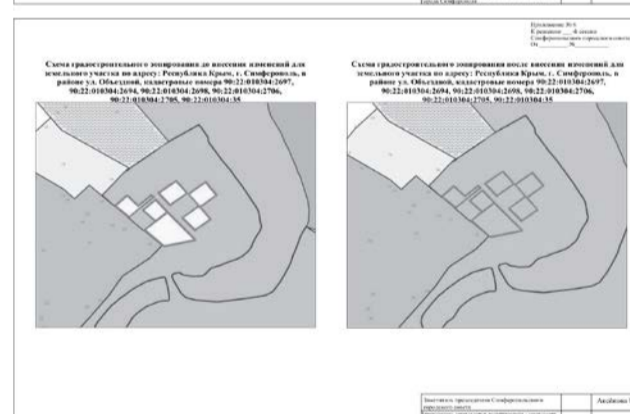 города Симферополя
Приложение №6
К решению ___-й сессии
Симферопольского городского совета
От ________ №________
Схема градостроительного зонирования до внесения изменений для
земельного участка по адресу: Республика Крым, г. Симферополь, в
районе ул. Объездной, кадастровые номера 90:22:010304:2697,
90:22:010304:2694, 90:22:010304:2698, 90:22:010304:2706,
90:22:010304:2705, 90:22:010304:35
Схема градостроительного зонирования после внесения изменений для
земельного участка по адресу: Республика Крым, г. Симферополь, в
районе ул. Объездной, кадастровые номера 90:22:010304:2697,
90:22:010304:2694, 90:22:010304:2698, 90:22:010304:2706,
90:22:010304:2705, 90:22:010304:35
Заместитель председателя Симферопольского
городского совета